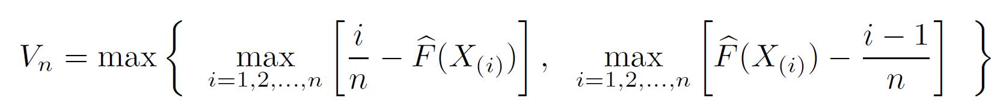 V_n = max { max_{i=1,2,...,n} [ i/n − F̂(X_(i)) ] , max_{i=1,2,...,n} [ F̂(X_(i)) − (i − 1)/n ] }